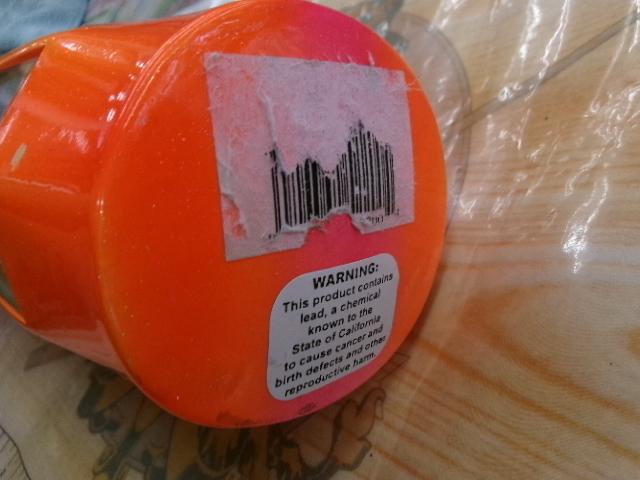 WARNING:
This product contains
lead, a chemical
known to the
State of California
to cause cancer and
birth defects and other
reproductive harm.